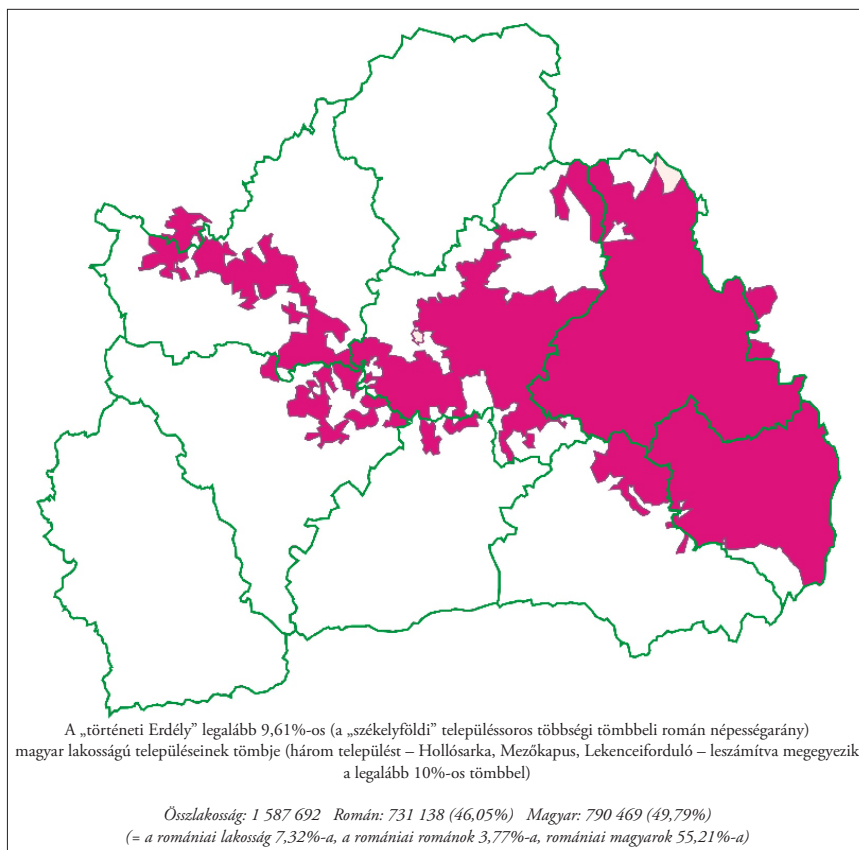 A „történeti Erdély” legalább 9,61%-os (a „székelyföldi” településsoros többségi tömbbeli román népességarány)
magyar lakosságú településeinek tömbje (három települést – Hollósarka, Mezőkapus, Lekenceiforduló – leszámítva megegyezik
a legalább 10%-os tömbbel)
Összlakosság: 1 587 692 Román: 731 138 (46,05%) Magyar: 790 469 (49,79%)
(= a romániai lakosság 7,32%-a, a romániai románok 3,77%-a, romániai magyarok 55,21%-a)